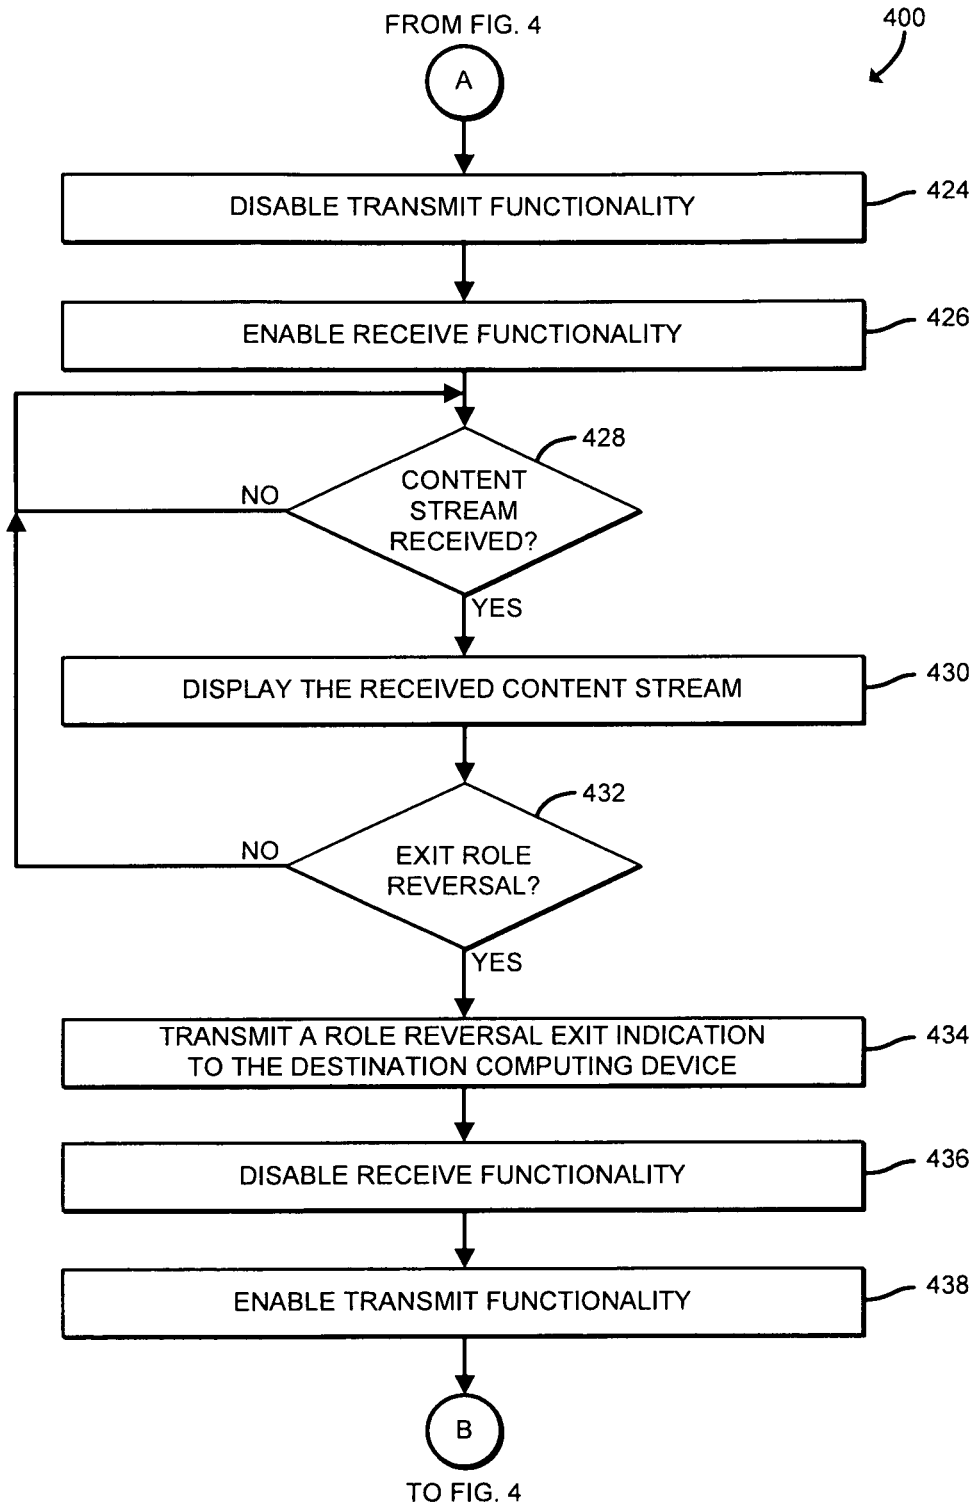 FROM FIG. 4
400
A
DISABLE TRANSMIT FUNCTIONALITY
424
ENABLE RECEIVE FUNCTIONALITY
426
428
CONTENT
STREAM
RECEIVED?
NO
YES
DISPLAY THE RECEIVED CONTENT STREAM
430
432
EXIT ROLE
REVERSAL?
NO
YES
TRANSMIT A ROLE REVERSAL EXIT INDICATION
TO THE DESTINATION COMPUTING DEVICE
434
DISABLE RECEIVE FUNCTIONALITY
436
ENABLE TRANSMIT FUNCTIONALITY
438
B
TO FIG. 4